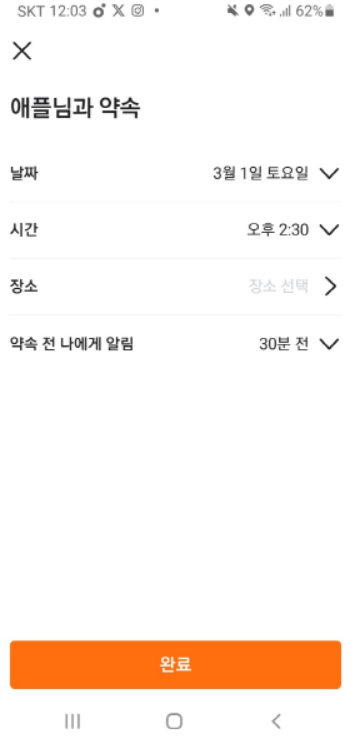 SKT 12:03
62%
애플님과 약속
날짜 3월 1일 토요일
시간 오후 2:30
장소 장소 선택
약속 전 나에게 알림 30분 전
완료